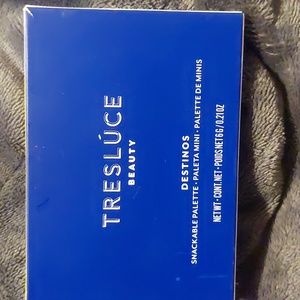 TRESLÚCE
BEAUTY
DESTINOS
SNACKABLE PALETTE • PALETA MINI • PALETTE DE MINIS
NET WT • CONT. NET • POIDS NET 6 G / 0.21 OZ